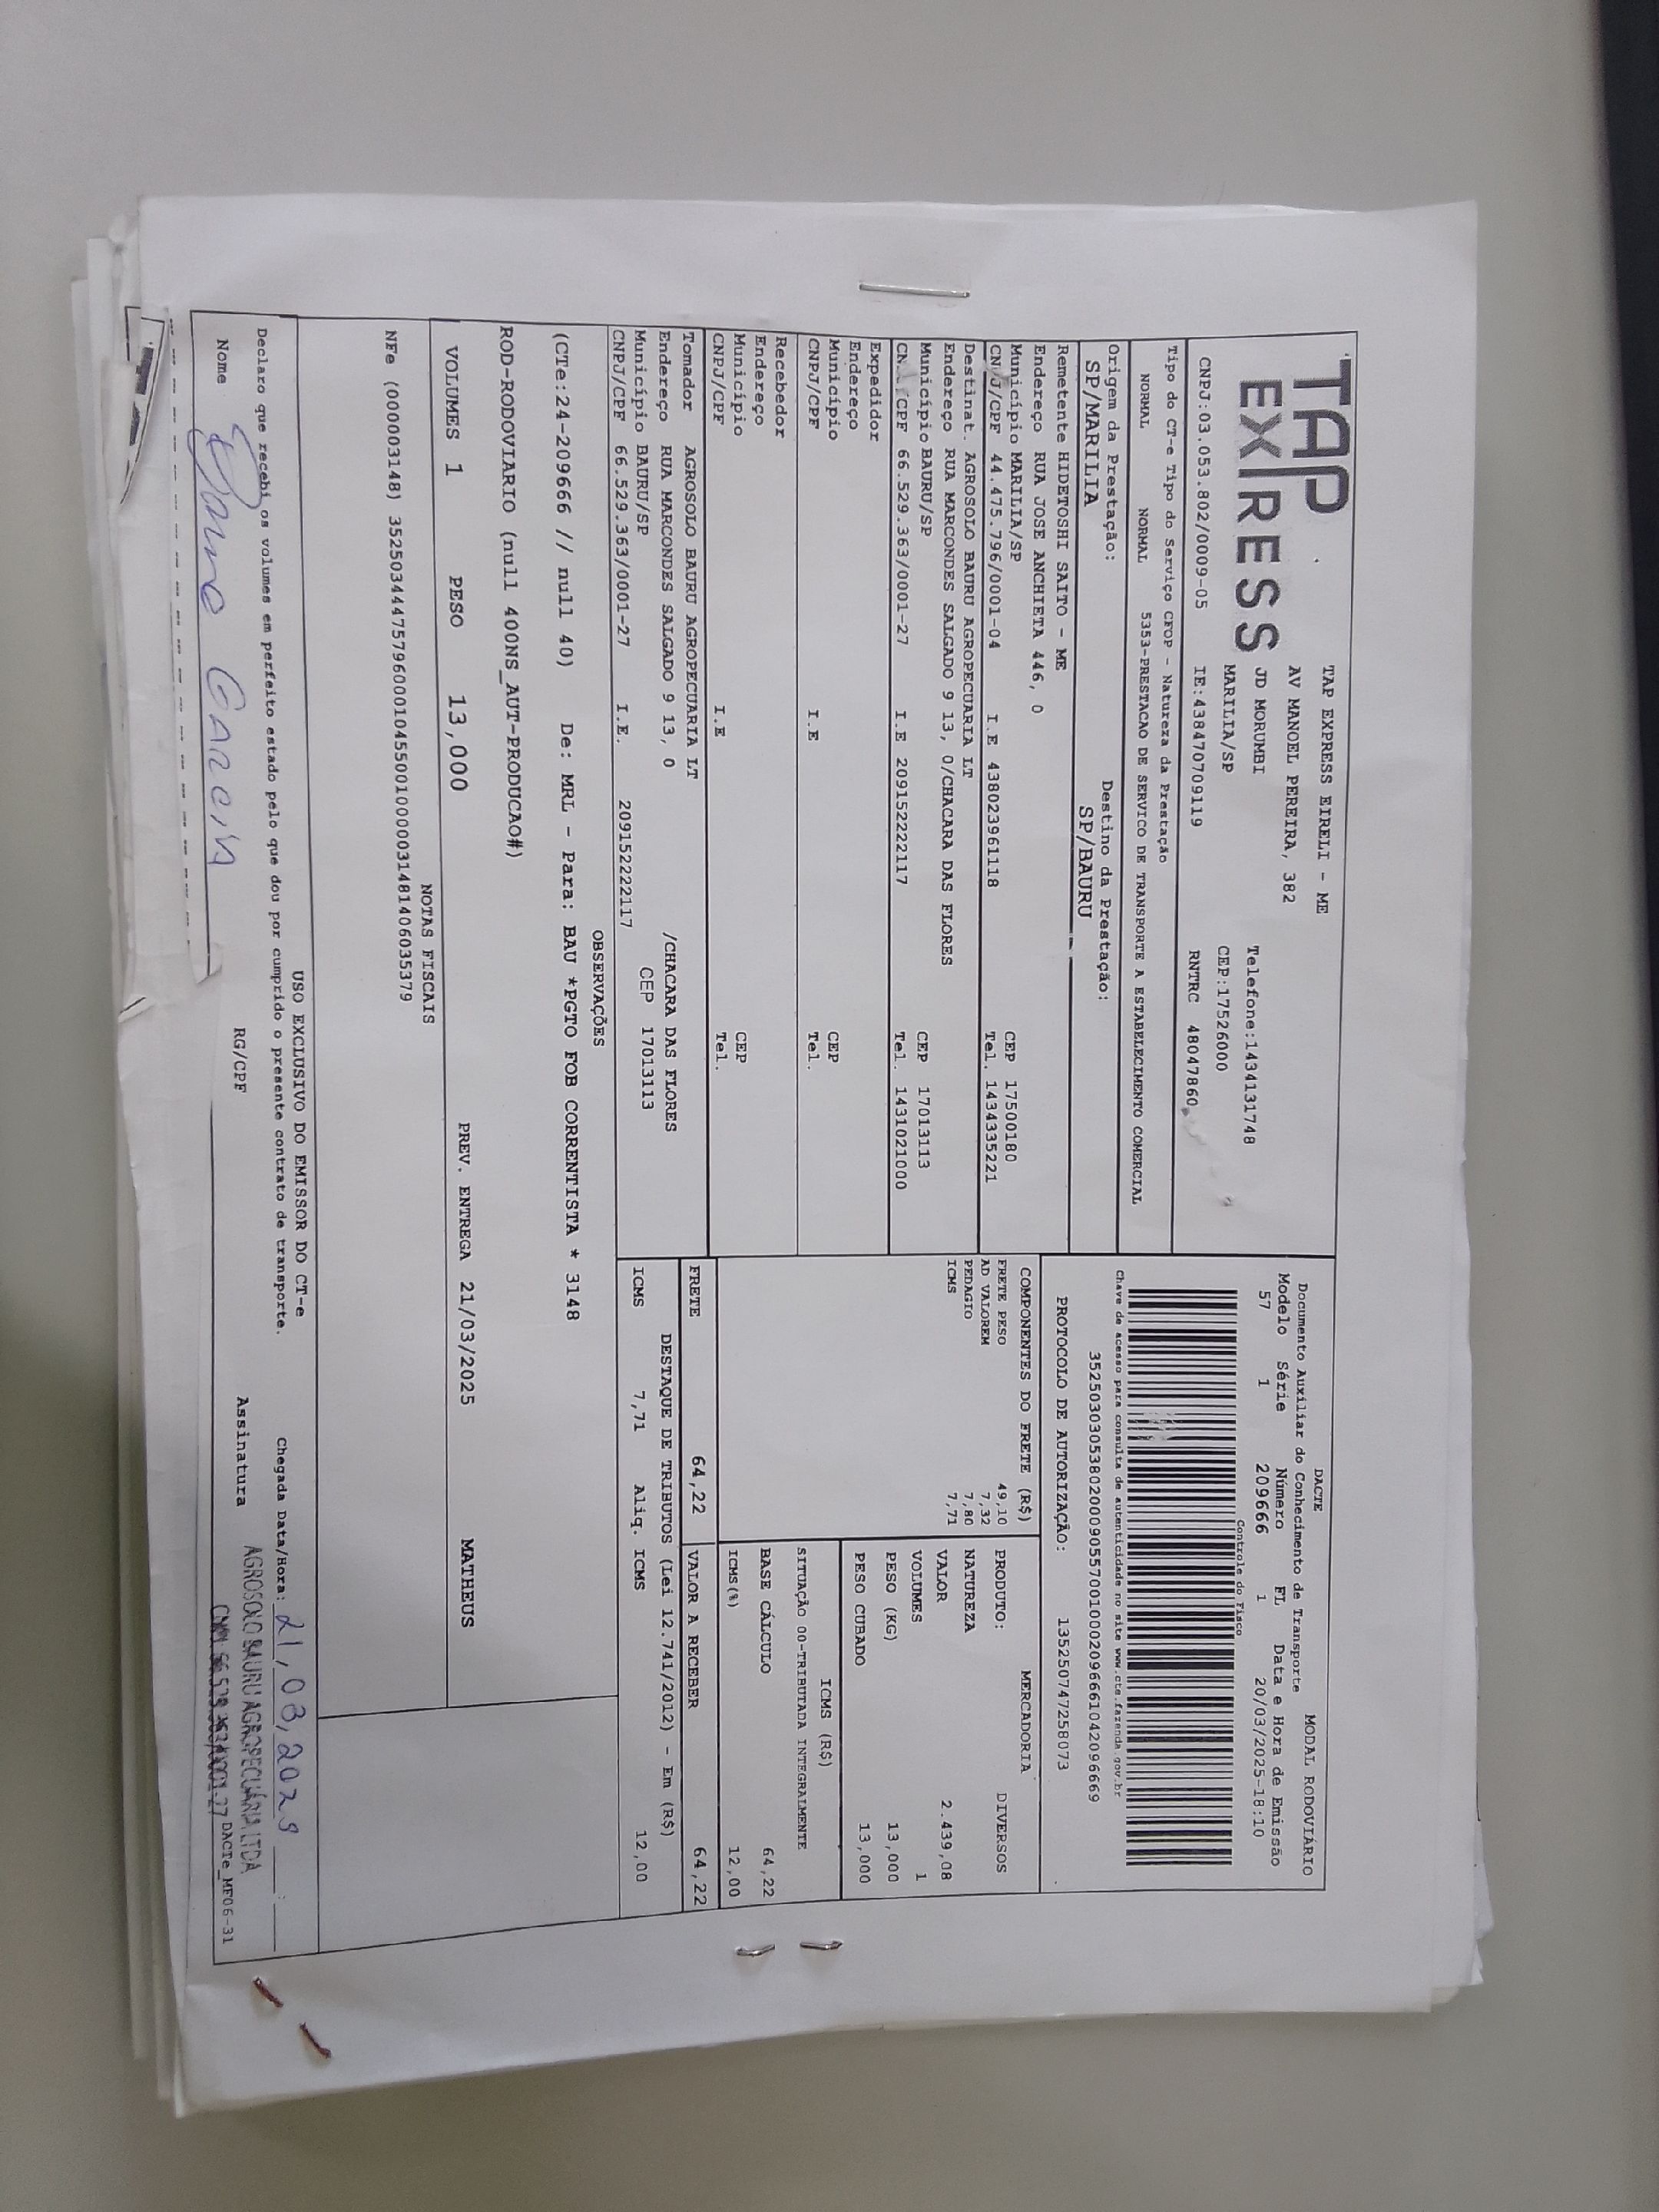 TAP EXPRESS
TAP EXPRESS EIRELI - ME
AV MANOEL PEREIRA, 382
JD MORUMBI
MARILIA/SP
Telefone:1434131748
CEP:17526000
CNPJ:03.053.802/0009-05 IE:438470709119 RNTRC 48047860
Tipo do CT-e Tipo do Serviço CFOP - Natureza da Prestação
NORMAL NORMAL 5353-PRESTACAO DE SERVICO DE TRANSPORTE A ESTABELECIMENTO COMERCIAL
Origem da Prestação: Destino da Prestação:
SP/MARILIA SP/BAURU
DACTE
Documento Auxiliar do Conhecimento de Transporte
MODAL RODOVIÁRIO
Modelo Série Número FL Data e Hora de Emissão
57 1 209666 1 20/03/2025-18:10
Controle do Fisco
Chave de acesso para consulta de autenticidade no site www.cte.fazenda.gov.br
35250303053802000905570010002096661042096669
PROTOCOLO DE AUTORIZAÇÃO: 135250747258073
Remetente HIDETOSHI SAITO - ME
Endereço RUA JOSE ANCHIETA 446, 0
Município MARILIA/SP CEP 17500180
CNPJ/CPF 44.475.796/0001-04 I.E 438023961118 Tel. 1434335221
Destinat. AGROSOLO BAURU AGROPECUARIA LT
Endereço RUA MARCONDES SALGADO 9 13, 0/CHACARA DAS FLORES
Município BAURU/SP CEP 17013113
CPF 66.529.363/0001-27 I.E 209152222117 Tel. 1431021000
Expedidor
Endereço
Município CEP
CNPJ/CPF I.E Tel.
Recebedor
Endereço
Município CEP
CNPJ/CPF I.E Tel.
Tomador AGROSOLO BAURU AGROPECUARIA LT
Endereço RUA MARCONDES SALGADO 9 13, 0 /CHACARA DAS FLORES
Município BAURU/SP CEP 17013113
CNPJ/CPF 66.529.363/0001-27 I.E. 209152222117
COMPONENTES DO FRETE (R$)
FRETE PESO 49,10
AD VALOREM 7,32
PEDAGIO 7,80
ICMS 7,71
MERCADORIA
PRODUTO: DIVERSOS
NATUREZA
VALOR 2.439,08
VOLUMES 1
PESO (KG) 13,000
PESO CUBADO 13,000
ICMS (R$)
SITUAÇÃO 00-TRIBUTADA INTEGRALMENTE
BASE CÁLCULO 64,22
ICMS(%) 12,00
FRETE 64,22 VALOR A RECEBER 64,22
DESTAQUE DE TRIBUTOS (Lei 12.741/2012) - Em (R$)
ICMS 7,71 Aliq. ICMS 12,00
OBSERVAÇÕES
(CTe:24-209666 // null 40) De: MRL - Para: BAU *PGTO FOB CORRENTISTA * 3148
ROD-RODOVIARIO (null 400NS_AUT-PRODUCAO#)
VOLUMES 1 PESO 13,000 PREV. ENTREGA 21/03/2025 MATHEUS
NOTAS FISCAIS
NFe (000003148) 35250344475796000104550010000031481406035379
USO EXCLUSIVO DO EMISSOR DO CT-e
Declaro que recebi os volumes em perfeito estado pelo que dou por cumprido o presente contrato de transporte.
Chegada Data/Hora: 21,03,2025
Nome Garcia RG/CPF Assinatura
AGROSOLO BAURU AGROPECUÁRIA LTDA
DACTe_MF06-31